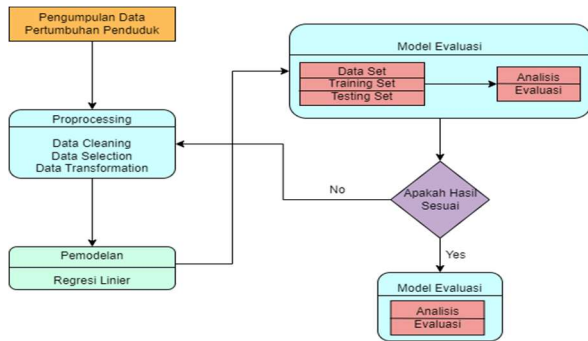 Pengumpulan Data
Pertumbuhan Penduduk
Proprocessing
Data Cleaning
Data Selection
Data Transformation
Pemodelan
Regresi Linier
Model Evaluasi
Data Set
Training Set
Testing Set
Analisis
Evaluasi
Apakah Hasil
Sesuai
No
Yes
Model Evaluasi
Analisis
Evaluasi